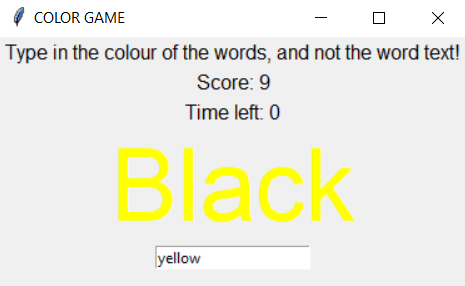 COLOR GAME
Type in the colour of the words, and not the word text!
Score: 9
Time left: 0
Black
yellow